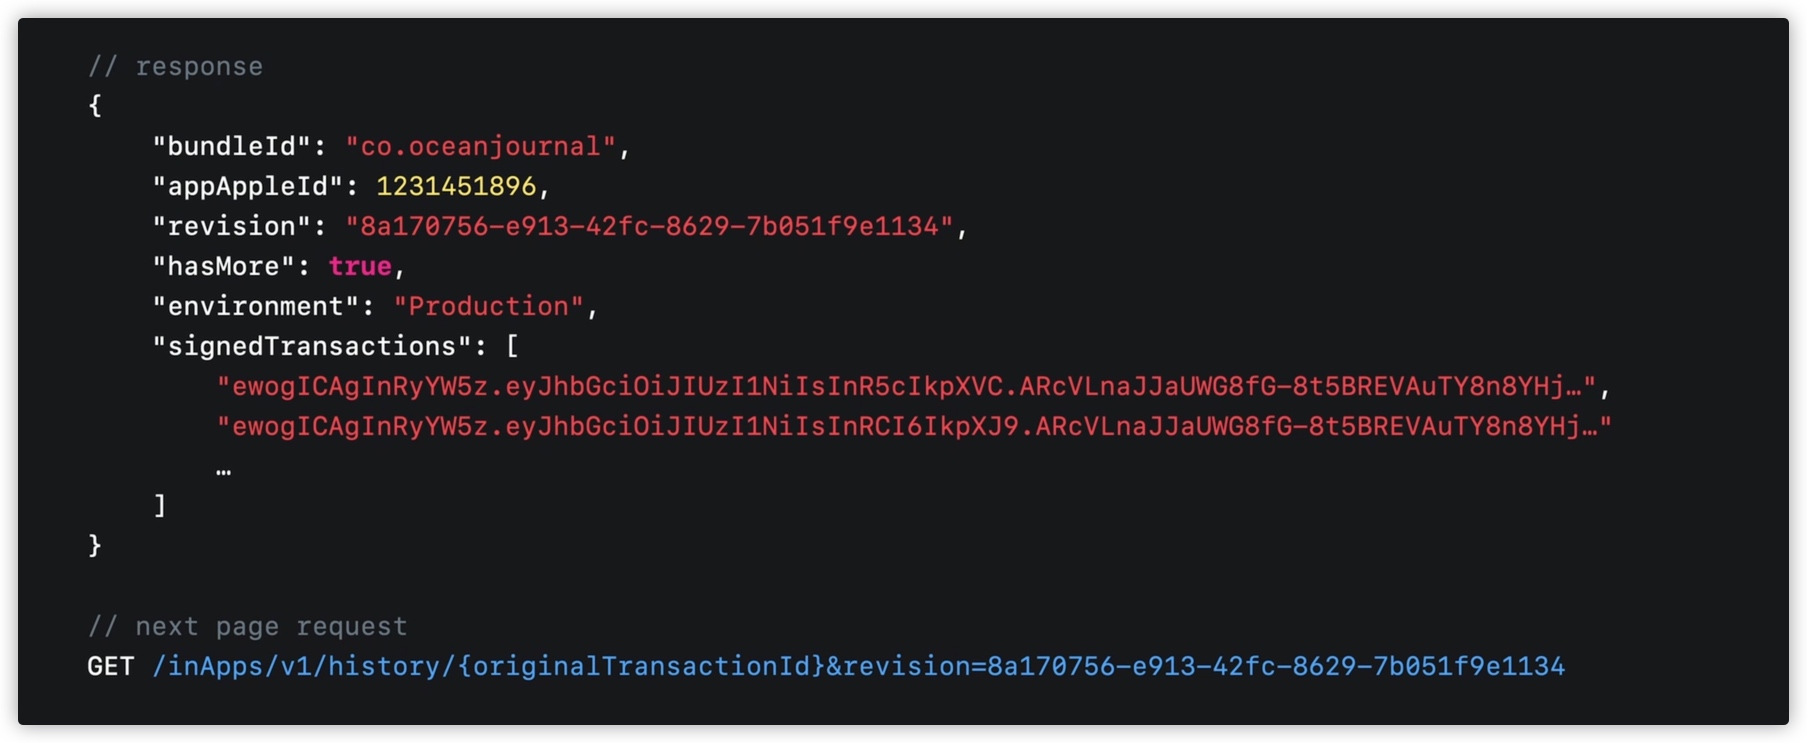 // response
{
"bundleId": "co.oceanjournal",
"appAppleId": 1231451896,
"revision": "8a170756-e913-42fc-8629-7b051f9e1134",
"hasMore": true,
"environment": "Production",
"signedTransactions": [
"ewogICAgInRyYW5z.eyJhbGciOiJIUzI1NiIsInR5cIkpXVC.ARcVLnaJJaUWG8fG-8t5BREVAuTY8n8YHj…",
"ewogICAgInRyYW5z.eyJhbGciOiJIUzI1NiIsInRCI6IkpXJ9.ARcVLnaJJaUWG8fG-8t5BREVAuTY8n8YHj…"
…
]
}
// next page request
GET /inApps/v1/history/{originalTransactionId}&revision=8a170756-e913-42fc-8629-7b051f9e1134